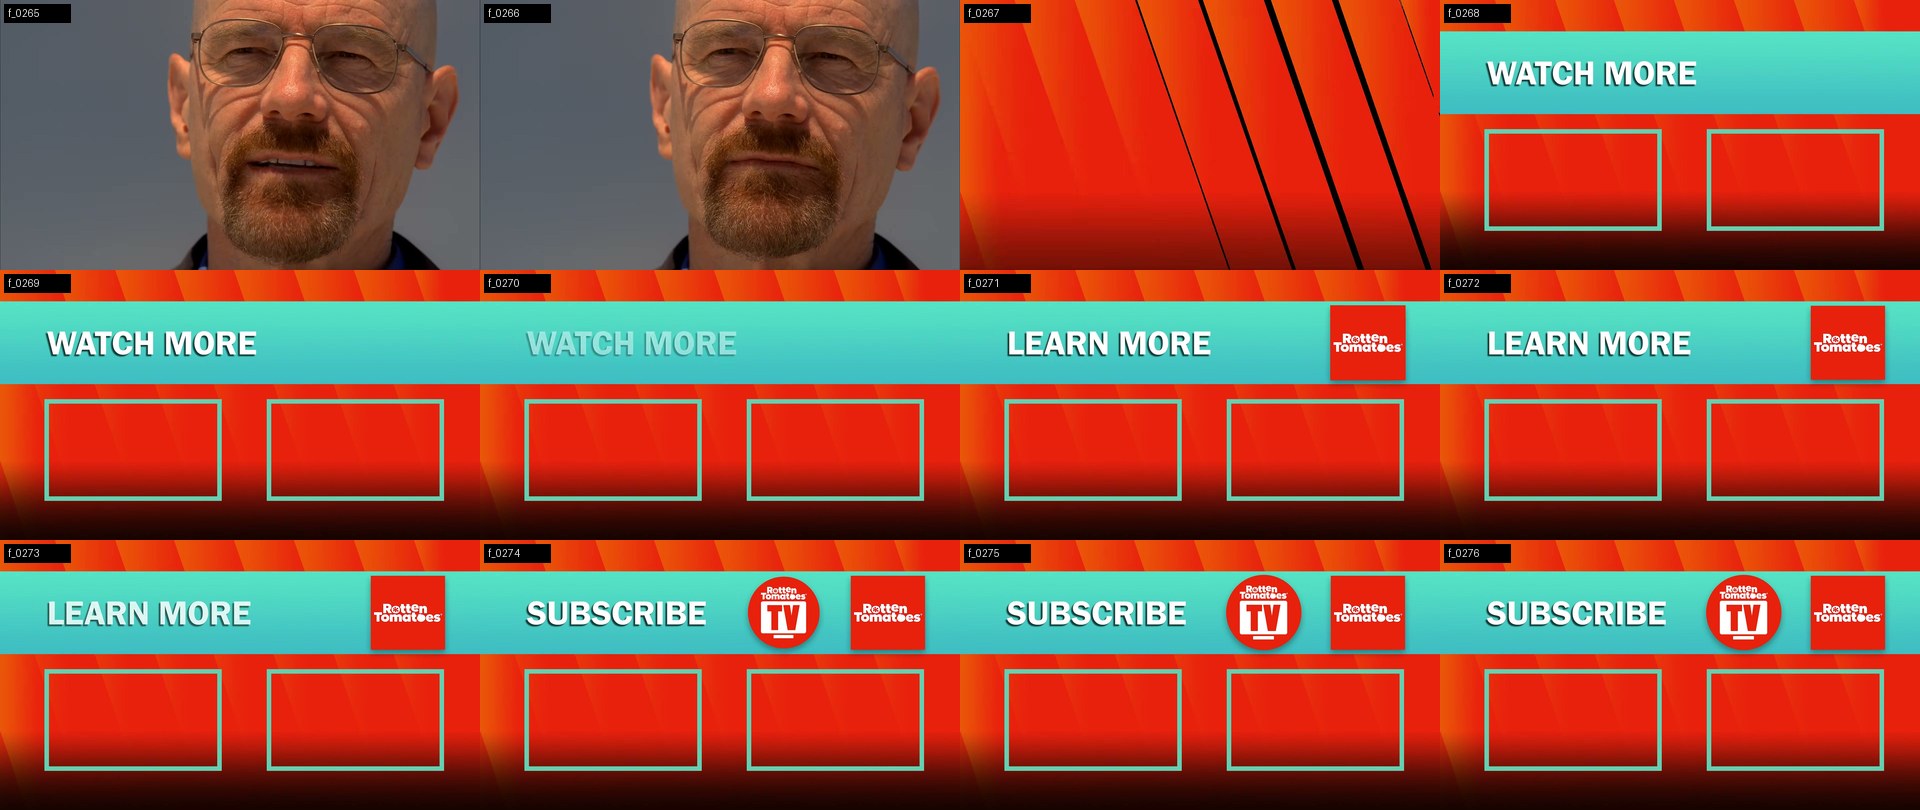 f_0265
f_0266
f_0267
f_0268
WATCH MORE
f_0269
WATCH MORE
f_0270
WATCH MORE
f_0271
LEARN MORE
Rotten
Tomatoes
f_0272
LEARN MORE
Rotten
Tomatoes
f_0273
LEARN MORE
Rotten
Tomatoes
f_0274
SUBSCRIBE
Rotten
Tomatoes
TV
Rotten
Tomatoes
f_0275
SUBSCRIBE
Rotten
Tomatoes
TV
Rotten
Tomatoes
f_0276
SUBSCRIBE
Rotten
Tomatoes
TV
Rotten
Tomatoes